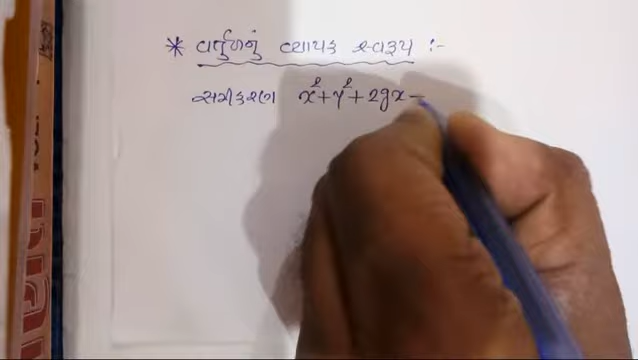 * વર્તુળનું વ્યાપક સ્વરૂપ :-
સમીકરણ x²+y²+2gx-